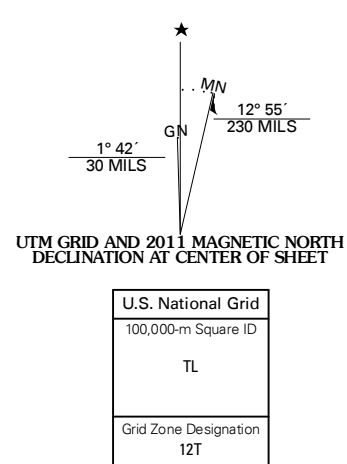 MN
GN
12° 55´
230 MILS
1° 42´
30 MILS
UTM GRID AND 2011 MAGNETIC NORTH
DECLINATION AT CENTER OF SHEET
U.S. National Grid
100,000-m Square ID
TL
Grid Zone Designation
12T